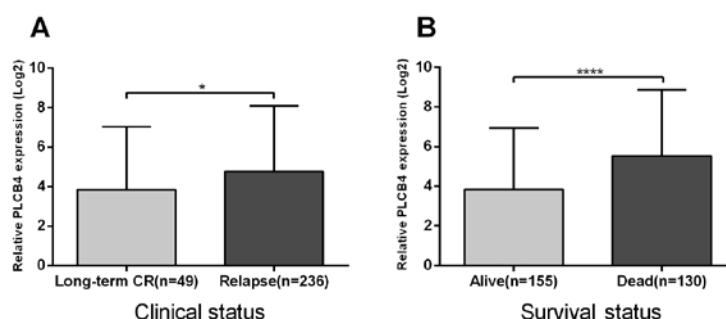 A
Relative PLCB4 expression (Log2)
10
8
6
4
2
0
*
Long-term CR(n=49)
Relapse(n=236)
Clinical status
B
Relative PLCB4 expression (Log2)
10
8
6
4
2
0
****
Alive(n=155)
Dead(n=130)
Survival status